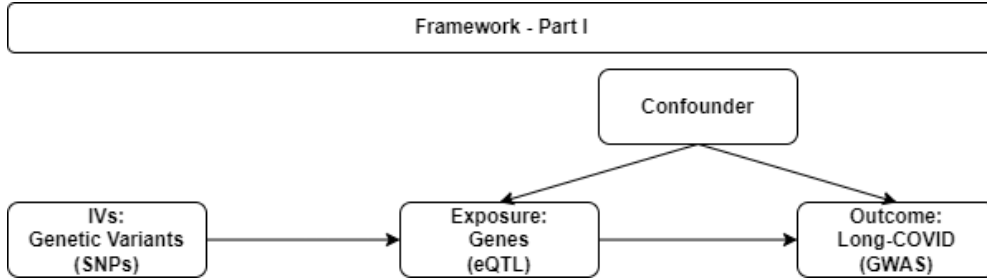 Framework - Part I
Confounder
IVs:
Genetic Variants
(SNPs)
Exposure:
Genes
(eQTL)
Outcome:
Long-COVID
(GWAS)